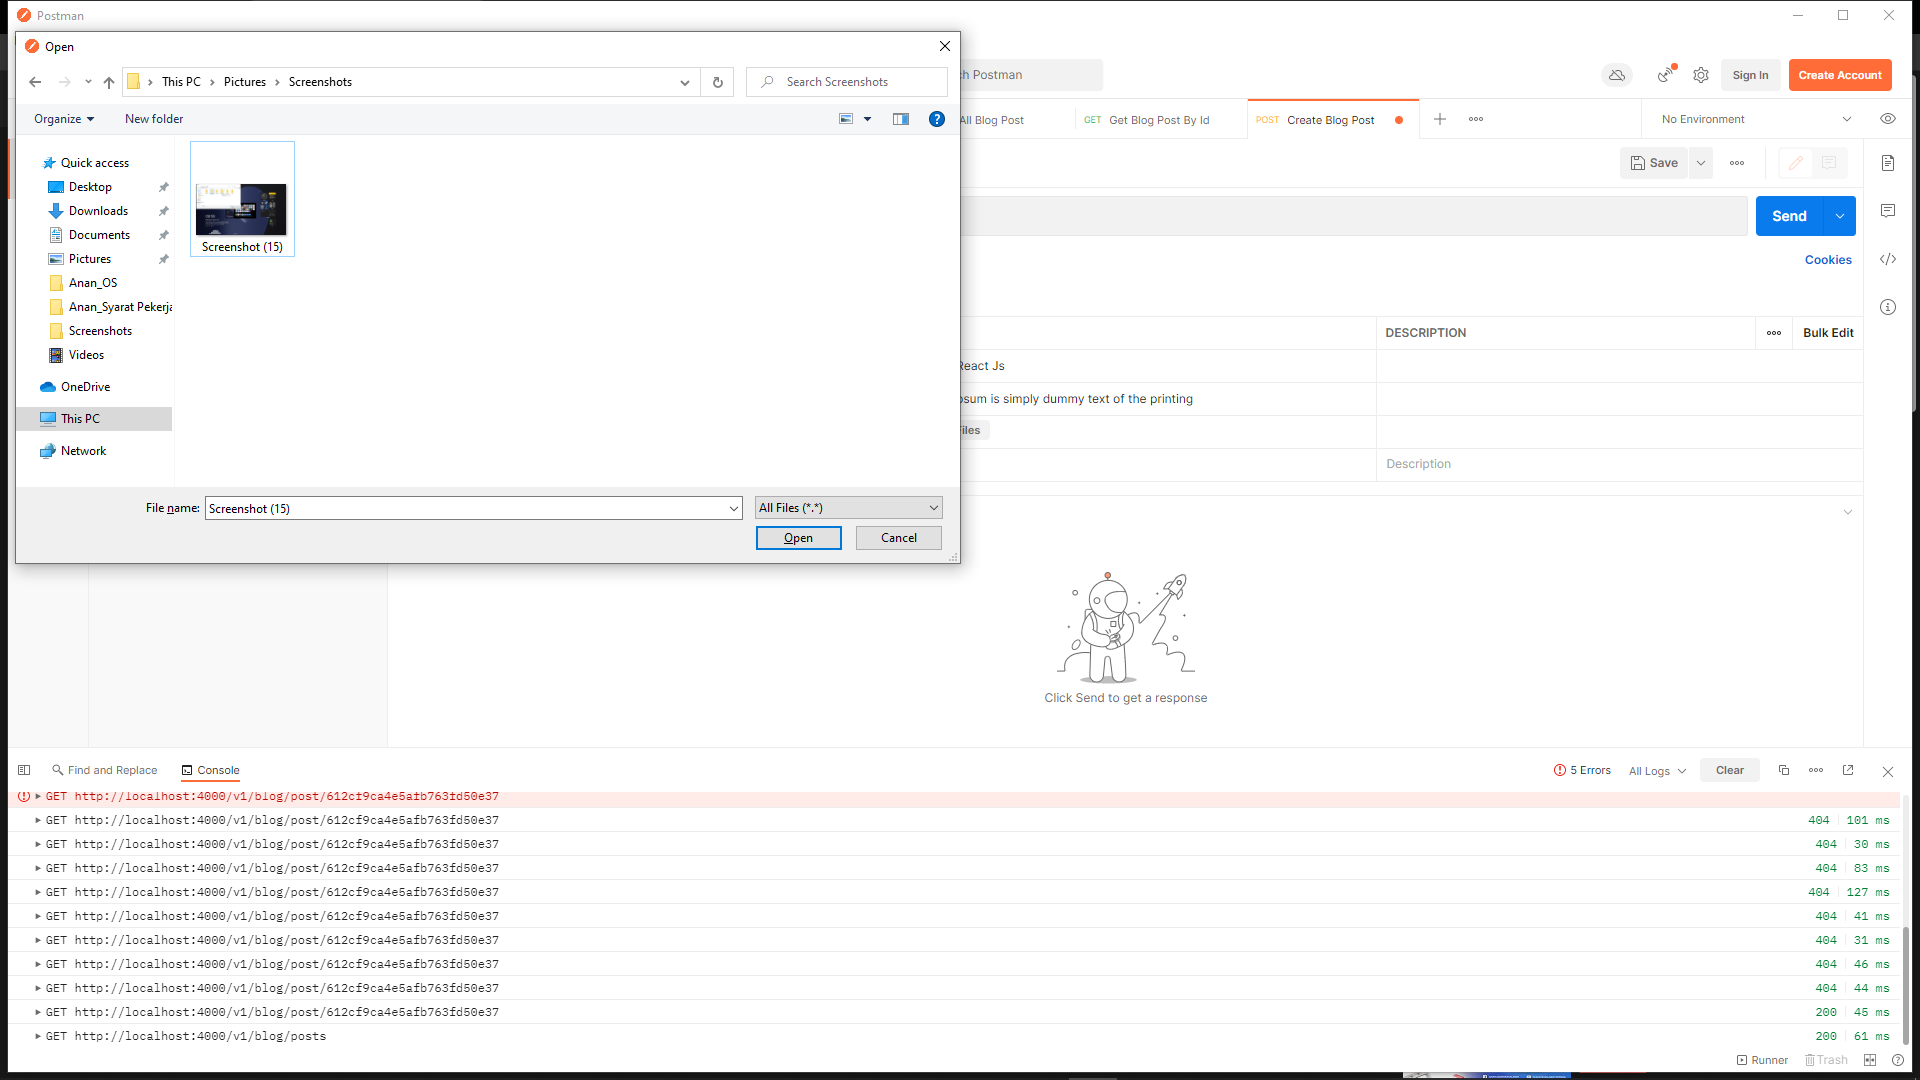 Postman
Open
This PC > Pictures > Screenshots
Search Screenshots
Organize
New folder
Quick access
Desktop
Downloads
Documents
Pictures
Anan_OS
Anan_Syarat Pekerja
Screenshots
Videos
OneDrive
This PC
Network
Screenshot (15)
File name:
Screenshot (15)
All Files (*.*)
Open
Cancel
ch Postman
Sign In
Create Account
All Blog Post
GET Get Blog Post By Id
POST Create Blog Post
No Environment
Save
Send
Cookies
DESCRIPTION
Bulk Edit
React Js
psum is simply dummy text of the printing
iles
Description
Click Send to get a response
Find and Replace
Console
5 Errors
All Logs
Clear
GET http://localhost:4000/v1/blog/post/612cf9ca4e5afb763fd50e37
GET http://localhost:4000/v1/blog/post/612cf9ca4e5afb763fd50e37 404 101 ms
GET http://localhost:4000/v1/blog/post/612cf9ca4e5afb763fd50e37 404 30 ms
GET http://localhost:4000/v1/blog/post/612cf9ca4e5afb763fd50e37 404 83 ms
GET http://localhost:4000/v1/blog/post/612cf9ca4e5afb763fd50e37 404 127 ms
GET http://localhost:4000/v1/blog/post/612cf9ca4e5afb763fd50e37 404 41 ms
GET http://localhost:4000/v1/blog/post/612cf9ca4e5afb763fd50e37 404 31 ms
GET http://localhost:4000/v1/blog/post/612cf9ca4e5afb763fd50e37 404 46 ms
GET http://localhost:4000/v1/blog/post/612cf9ca4e5afb763fd50e37 404 44 ms
GET http://localhost:4000/v1/blog/post/612cf9ca4e5afb763fd50e37 200 45 ms
GET http://localhost:4000/v1/blog/posts 200 61 ms
Runner
Trash